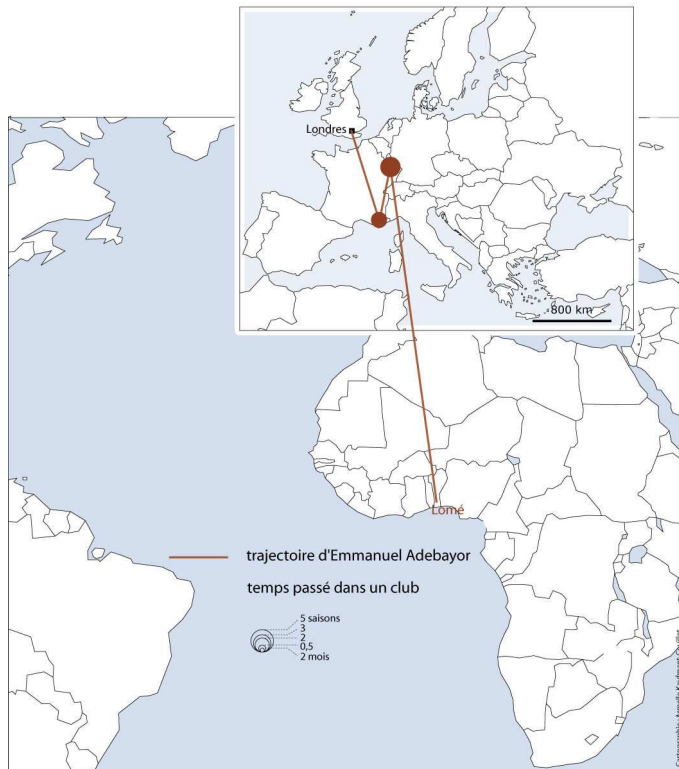 Londres
800 km
Lomé
trajectoire d'Emmanuel Adebayor
temps passé dans un club
5 saisons
3
2
0,5
2 mois